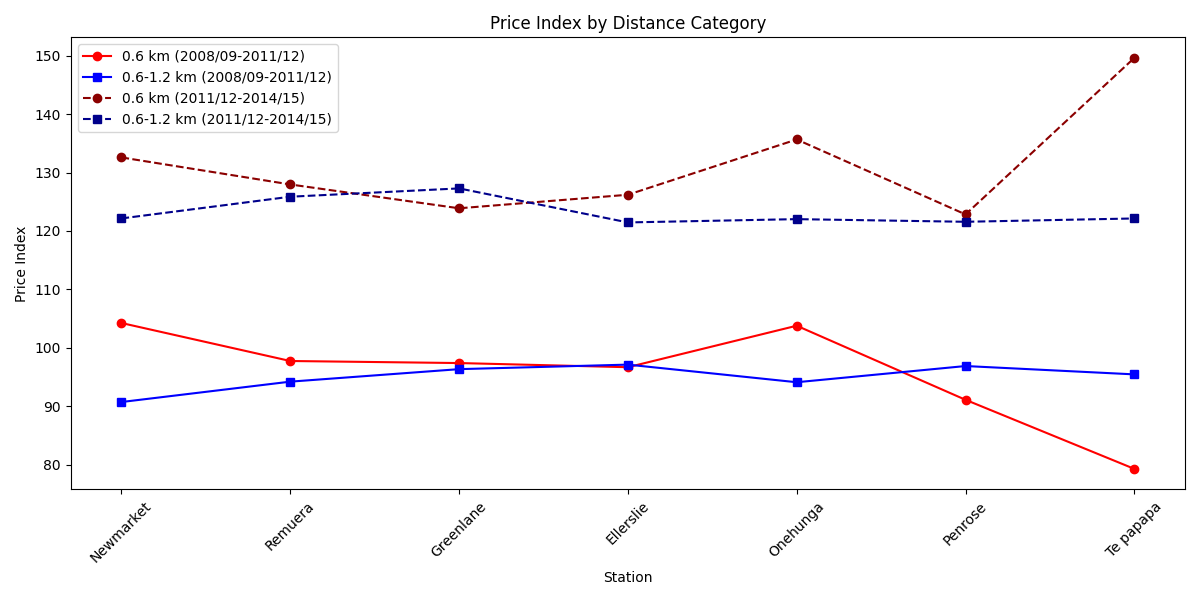 Price Index by Distance Category
0.6 km (2008/09-2011/12)
0.6-1.2 km (2008/09-2011/12)
0.6 km (2011/12-2014/15)
0.6-1.2 km (2011/12-2014/15)
150
140
130
120
110
100
90
80
Price Index
Newmarket
Remuera
Greenlane
Ellerslie
Onehunga
Penrose
Te papapa
Station